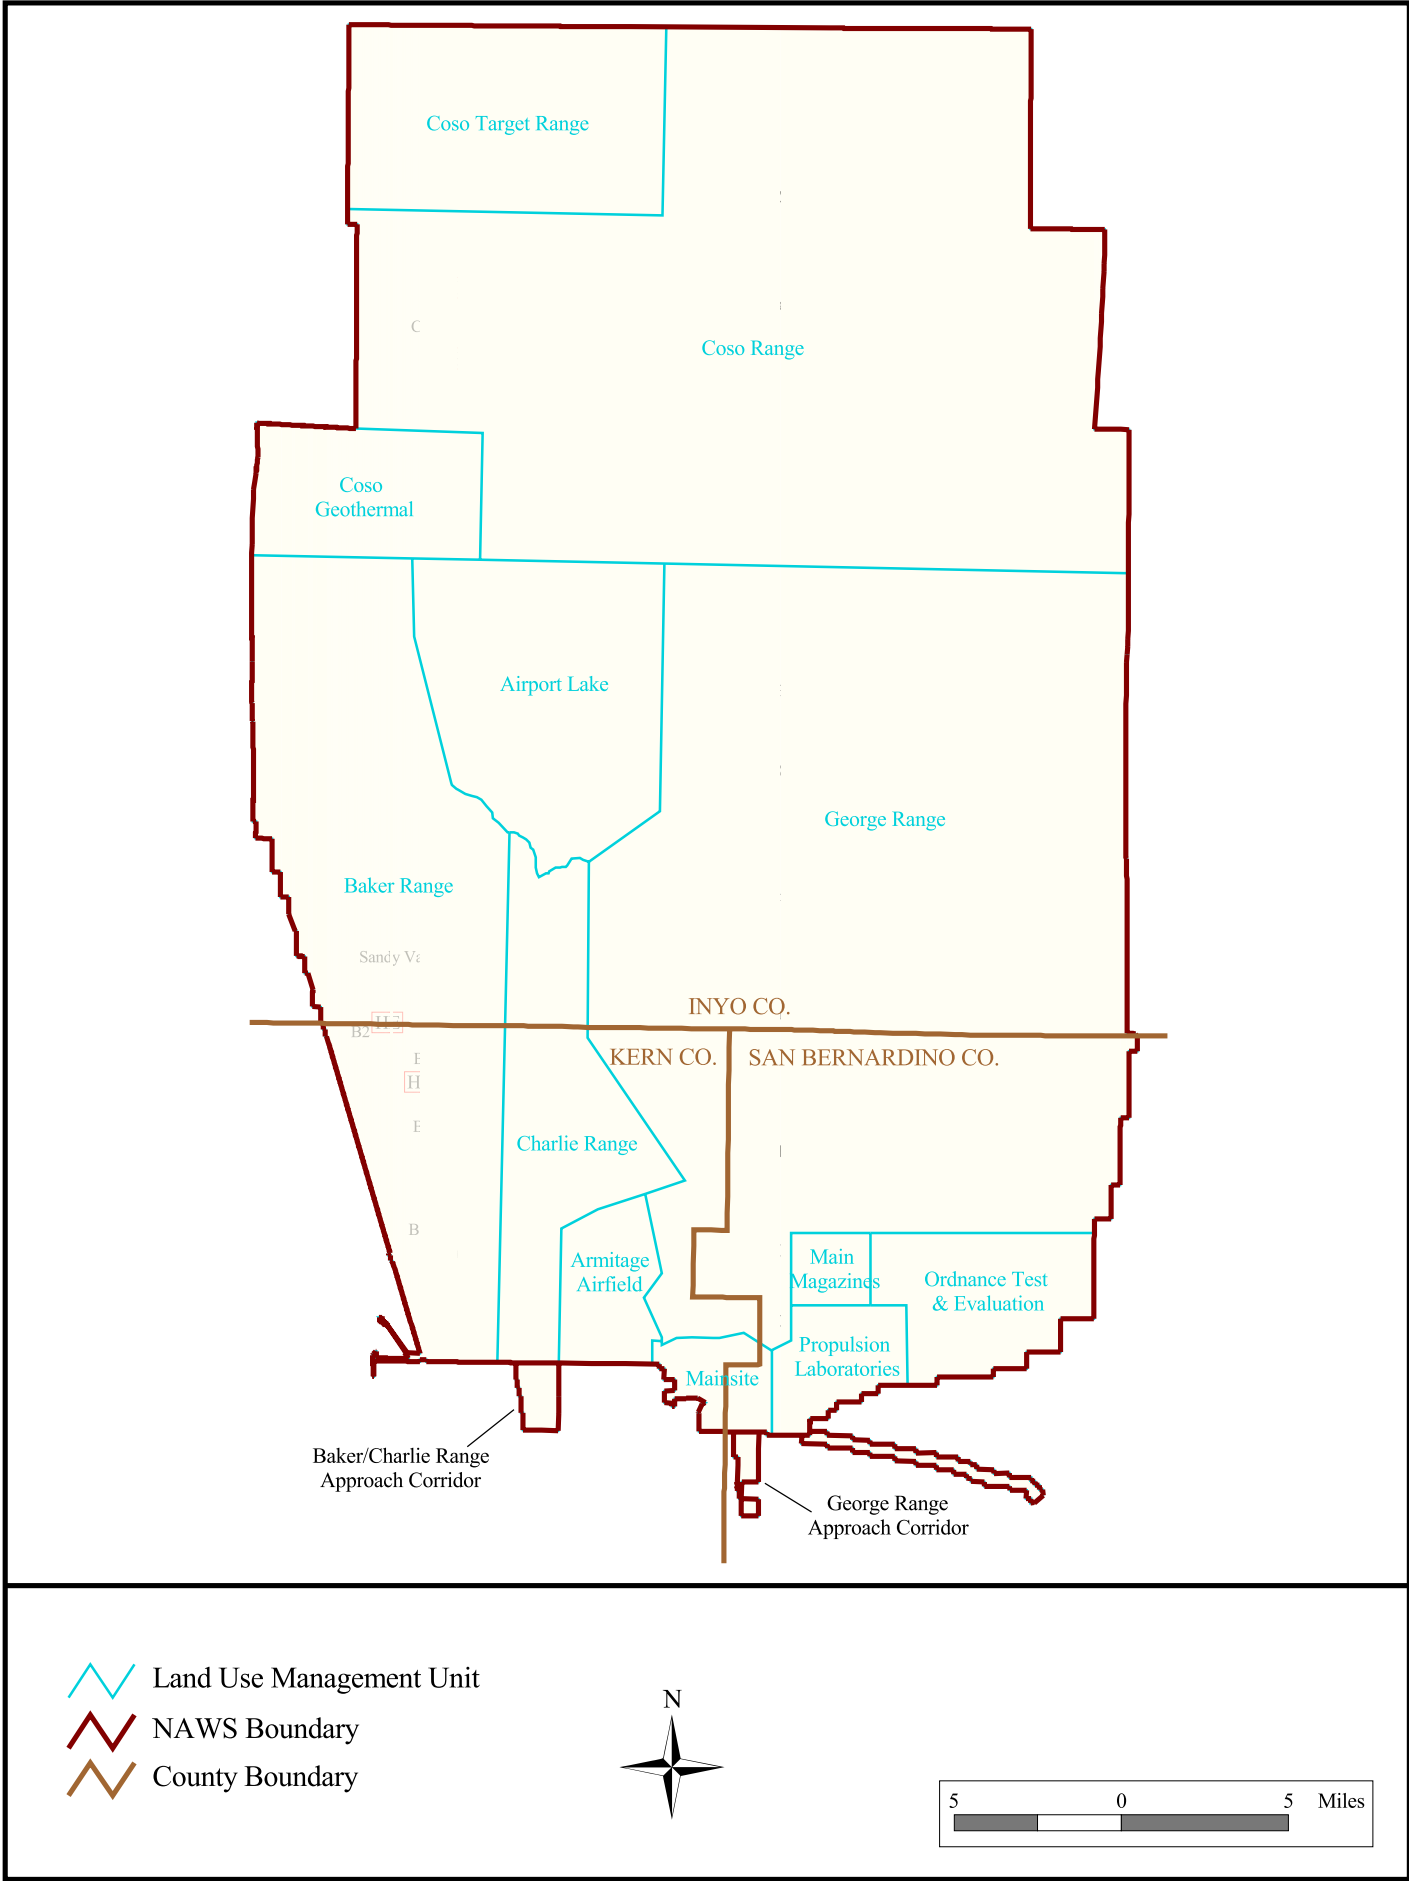 Coso Target Range
Coso Range
Coso
Geothermal
Airport Lake
George Range
Baker Range
Sandy
INYO CO.
B2
KERN CO.
SAN BERNARDINO CO.
H
Charlie Range
B
Armitage
Airfield
Main
Magazines
Ordnance Test
& Evaluation
Propulsion
Laboratories
Mainsite
Baker/Charlie Range
Approach Corridor
George Range
Approach Corridor
Land Use Management Unit
NAWS Boundary
County Boundary
N
5 0 5 Miles